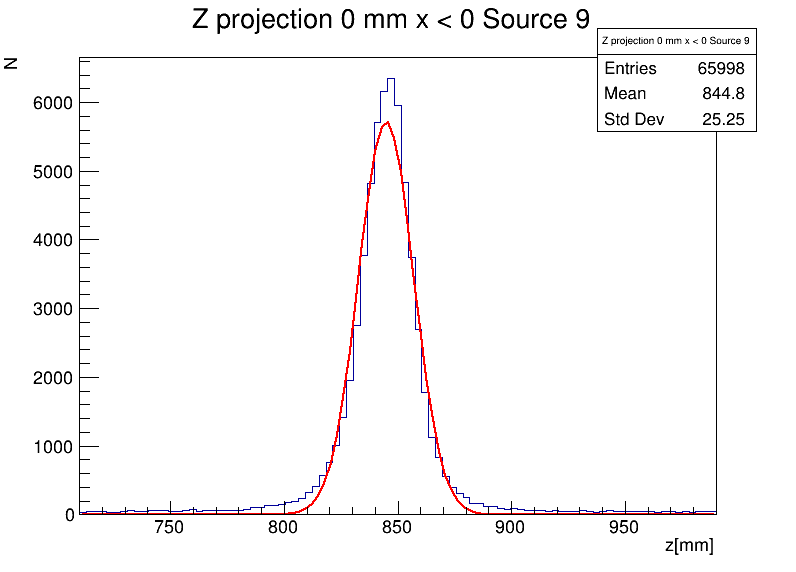 Z projection 0 mm x < 0 Source 9
Z projection 0 mm x < 0 Source 9
Entries 65998
Mean 844.8
Std Dev 25.25
N
6000
5000
4000
3000
2000
1000
0
750 800 850 900 950
z[mm]